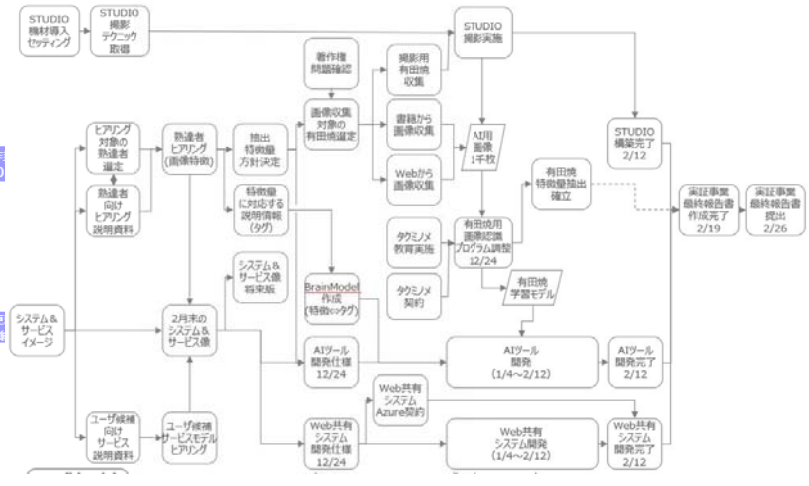 STUDIO
機材導入
セッティング
STUDIO
撮影
テクニック
取得
STUDIO
撮影実施
著作権
問題確認
撮影用
有田焼
収集
ヒアリング
対象の
熟達者
選定
熟達者
ヒアリング
(画像特徴)
抽出
特徴量
方針決定
画像収集
対象の
有田焼選定
書籍から
画像収集
AI用
画像
1千枚
STUDIO
構築完了
2/12
熟達者
向け
ヒアリング
説明資料
特徴量
に対応する
説明情報
(タグ)
Webから
画像収集
有田焼
特徴量抽出
確立
実証事業
最終報告書
作成完了
2/19
実証事業
最終報告書
提出
2/26
タクミノメ
教育実施
有田焼用
画像認識
プログラム調整
12/24
システム&
サービス像
将来版
BrainModel
作成
(特徴⇔タグ)
タクミノメ
契約
有田焼
学習モデル
システム&
サービス
イメージ
2月末の
システム&
サービス像
AIツール
開発仕様
12/24
AIツール
開発
(1/4～2/12)
AIツール
開発完了
2/12
Web共有
システム
Azure契約
ユーザ候補
向け
サービス
説明資料
ユーザ候補
サービスモデル
ヒアリング
Web共有
システム
開発仕様
12/24
Web共有
システム開発
(1/4～2/12)
Web共有
システム
開発完了
2/12